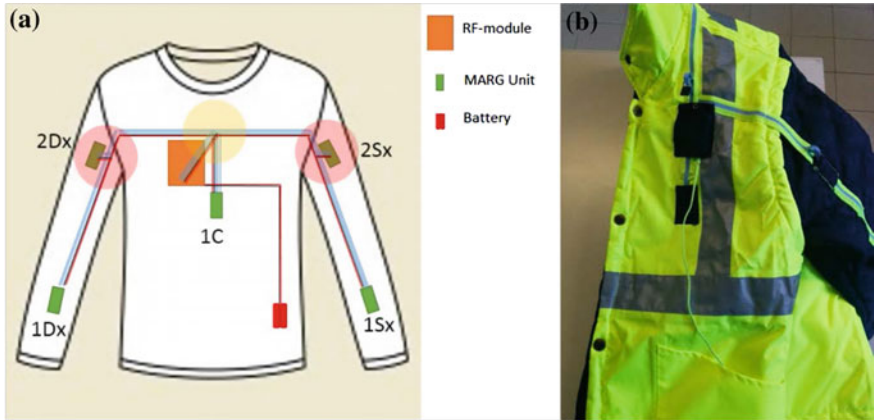 (a)
RF-module
MARG Unit
Battery
2Dx
2Sx
1C
1Dx
1Sx
(b)